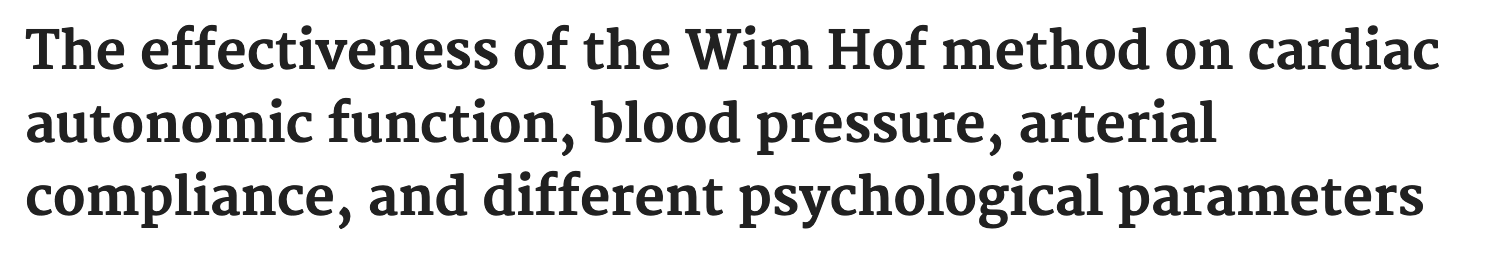 The effectiveness of the Wim Hof method on cardiac
autonomic function, blood pressure, arterial
compliance, and different psychological parameters